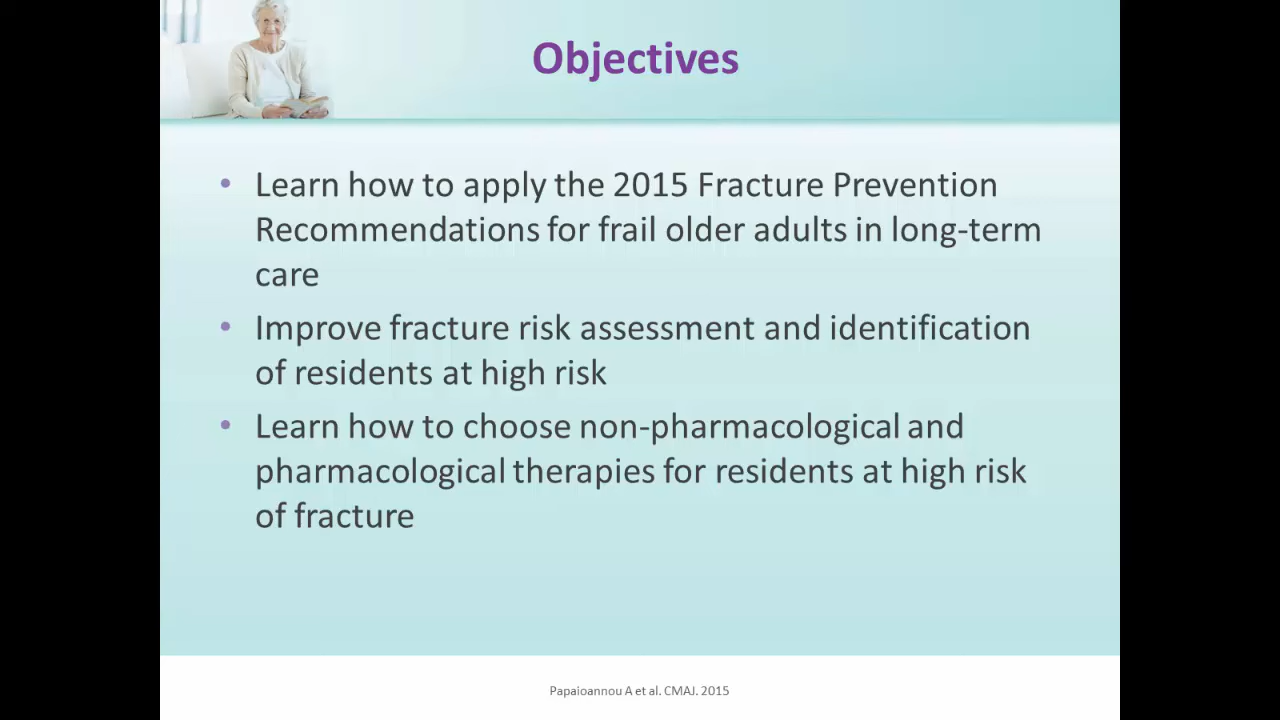 Objectives
• Learn how to apply the 2015 Fracture Prevention
Recommendations for frail older adults in long-term
care
• Improve fracture risk assessment and identification
of residents at high risk
• Learn how to choose non-pharmacological and
pharmacological therapies for residents at high risk
of fracture
Papaioannou A et al. CMAJ. 2015